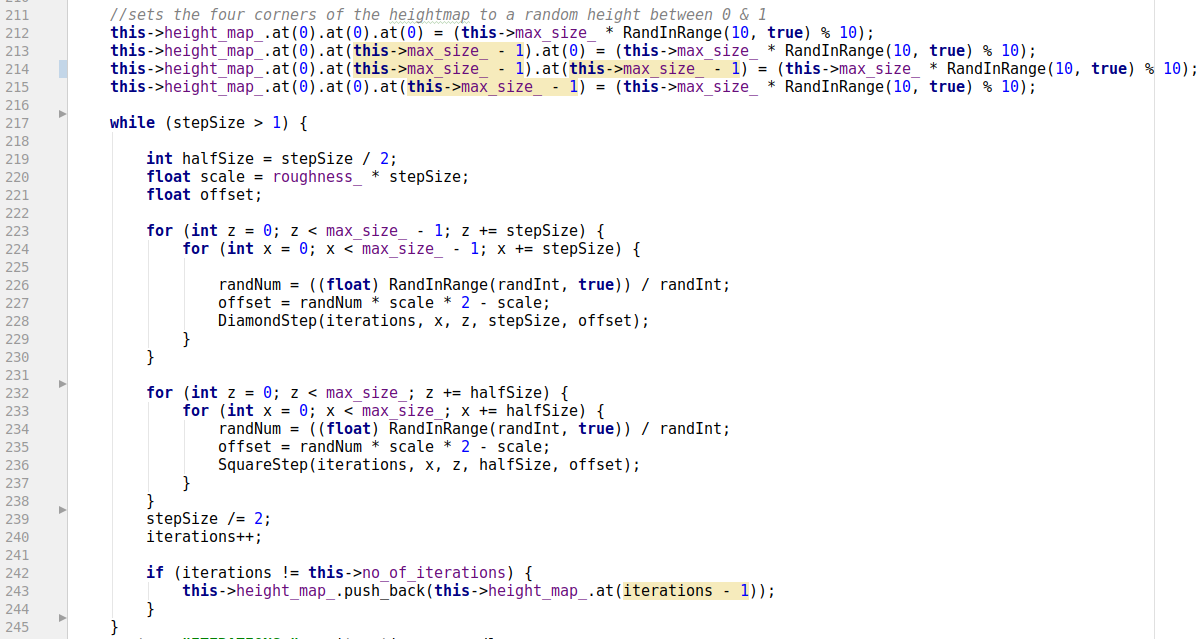 211 //sets the four corners of the heightmap to a random height between 0 & 1
212 this->height_map_.at(0).at(0).at(0) = (this->max_size_ * RandInRange(10, true) % 10);
213 this->height_map_.at(0).at(this->max_size_ - 1).at(0) = (this->max_size_ * RandInRange(10, true) % 10);
214 this->height_map_.at(0).at(this->max_size_ - 1).at(this->max_size_ - 1) = (this->max_size_ * RandInRange(10, true) % 10);
215 this->height_map_.at(0).at(0).at(this->max_size_ - 1) = (this->max_size_ * RandInRange(10, true) % 10);
216
217 while (stepSize > 1) {
218
219 int halfSize = stepSize / 2;
220 float scale = roughness_ * stepSize;
221 float offset;
222
223 for (int z = 0; z < max_size_ - 1; z += stepSize) {
224 for (int x = 0; x < max_size_ - 1; x += stepSize) {
225
226 randNum = ((float) RandInRange(randInt, true)) / randInt;
227 offset = randNum * scale * 2 - scale;
228 DiamondStep(iterations, x, z, stepSize, offset);
229 }
230 }
231
232 for (int z = 0; z < max_size_; z += halfSize) {
233 for (int x = 0; x < max_size_; x += halfSize) {
234 randNum = ((float) RandInRange(randInt, true)) / randInt;
235 offset = randNum * scale * 2 - scale;
236 SquareStep(iterations, x, z, halfSize, offset);
237 }
238 }
239 stepSize /= 2;
240 iterations++;
241
242 if (iterations != this->no_of_iterations) {
243 this->height_map_.push_back(this->height_map_.at(iterations - 1));
244 }
245 }